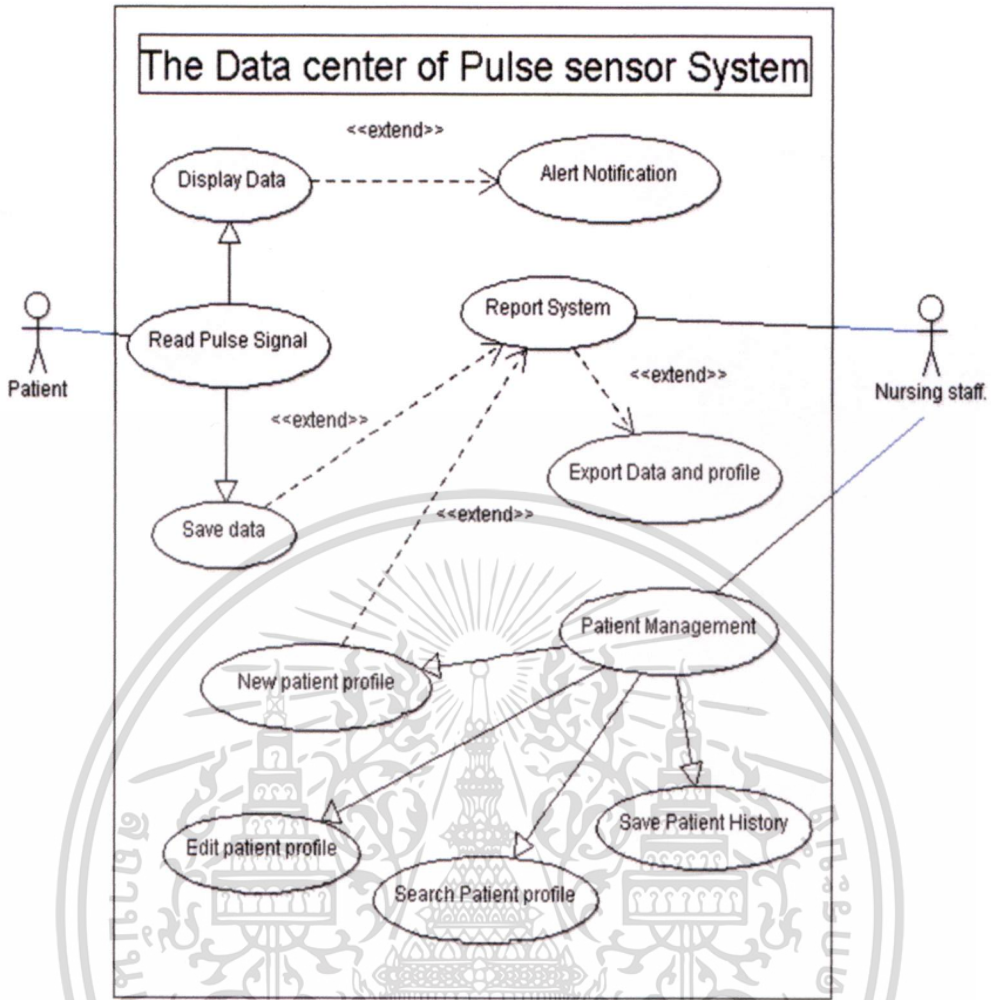 The Data center of Pulse sensor System
<<extend>>
Display Data
Alert Notification
Report System
Read Pulse Signal
Patient
Nursing staff.
<<extend>>
<<extend>>
Export Data and profile
<<extend>>
Save data
Patient Management
New patient profile
Save Patient History
Edit patient profile
Search Patient profile